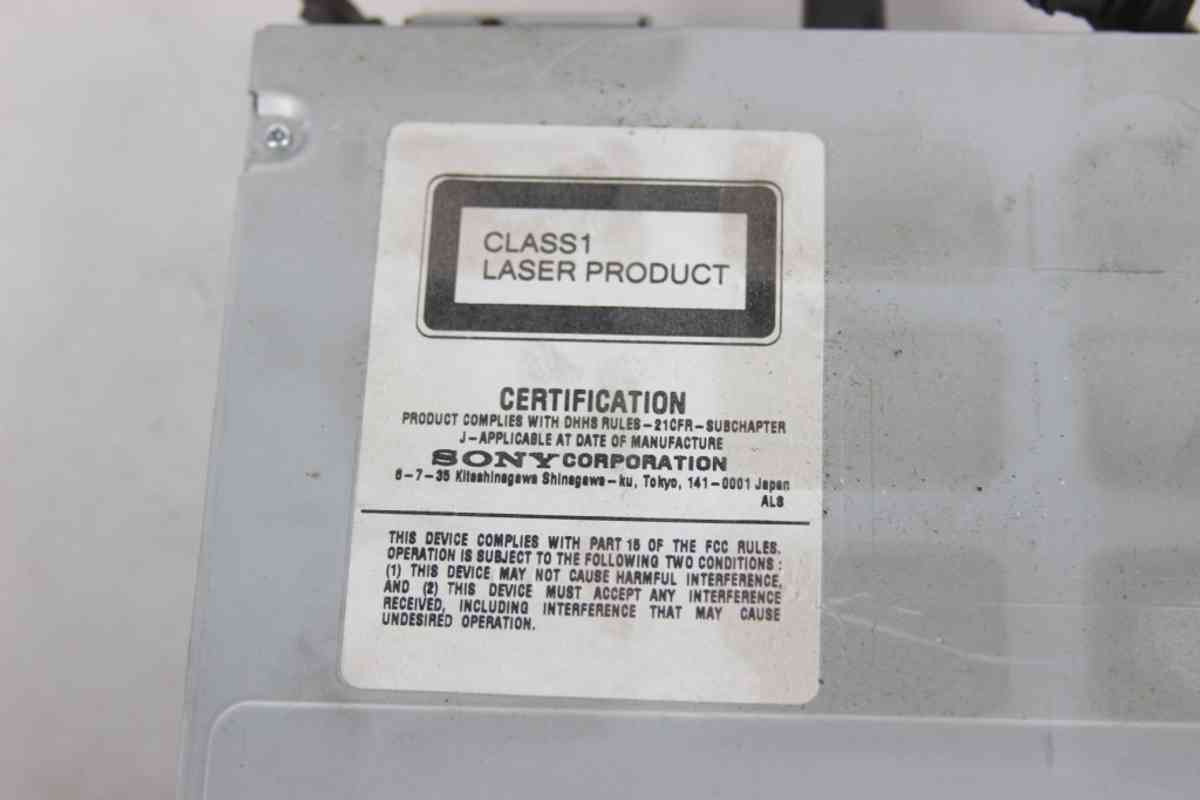 CLASS1
LASER PRODUCT
CERTIFICATION
PRODUCT COMPLIES WITH DHHS RULES-21CFR-SUBCHAPTER
J-APPLICABLE AT DATE OF MANUFACTURE
SONY CORPORATION
6-7-35 Kitashinagawa Shinagawa-ku, Tokyo, 141-0001 Japan
ALS
THIS DEVICE COMPLIES WITH PART 15 OF THE FCC RULES.
OPERATION IS SUBJECT TO THE FOLLOWING TWO CONDITIONS:
(1) THIS DEVICE MAY NOT CAUSE HARMFUL INTERFERENCE,
AND (2) THIS DEVICE MUST ACCEPT ANY INTERFERENCE
RECEIVED, INCLUDING INTERFERENCE THAT MAY CAUSE
UNDESIRED OPERATION.